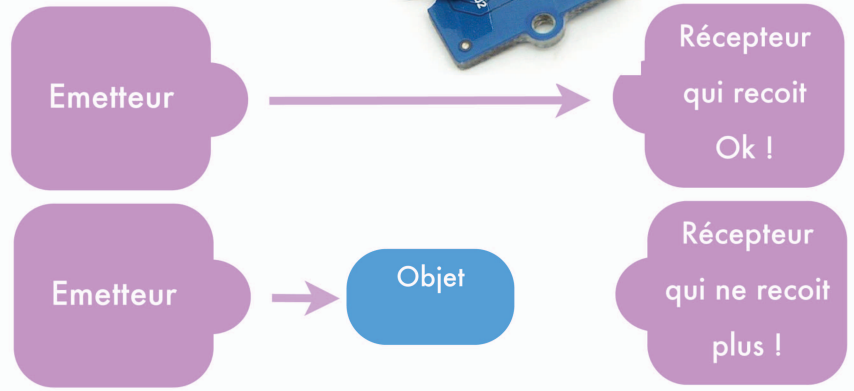 Emetteur
Récepteur
qui recoit
Ok !
Emetteur
Objet
Récepteur
qui ne recoit
plus !